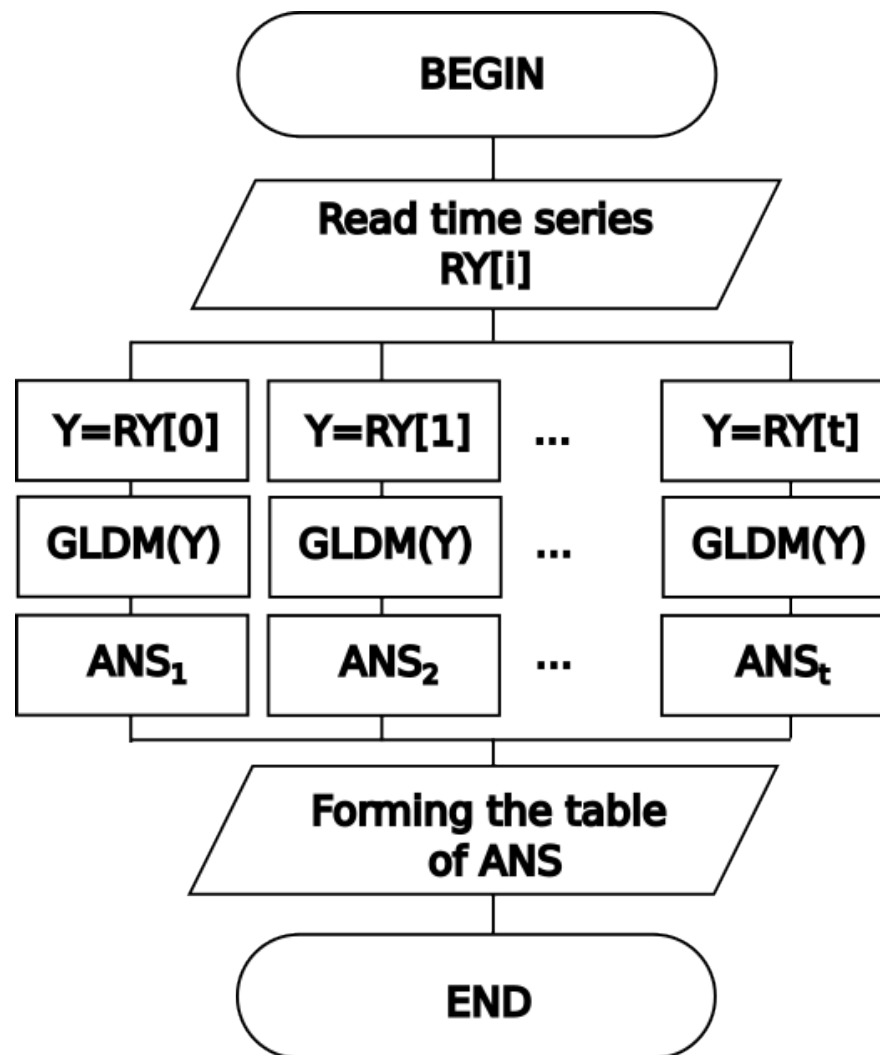 BEGIN
Read time series
RY[i]
Y=RY[0] Y=RY[1] ... Y=RY[t]
GLDM(Y) GLDM(Y) ... GLDM(Y)
ANS₁ ANS₂ ... ANSₜ
Forming the table
of ANS
END